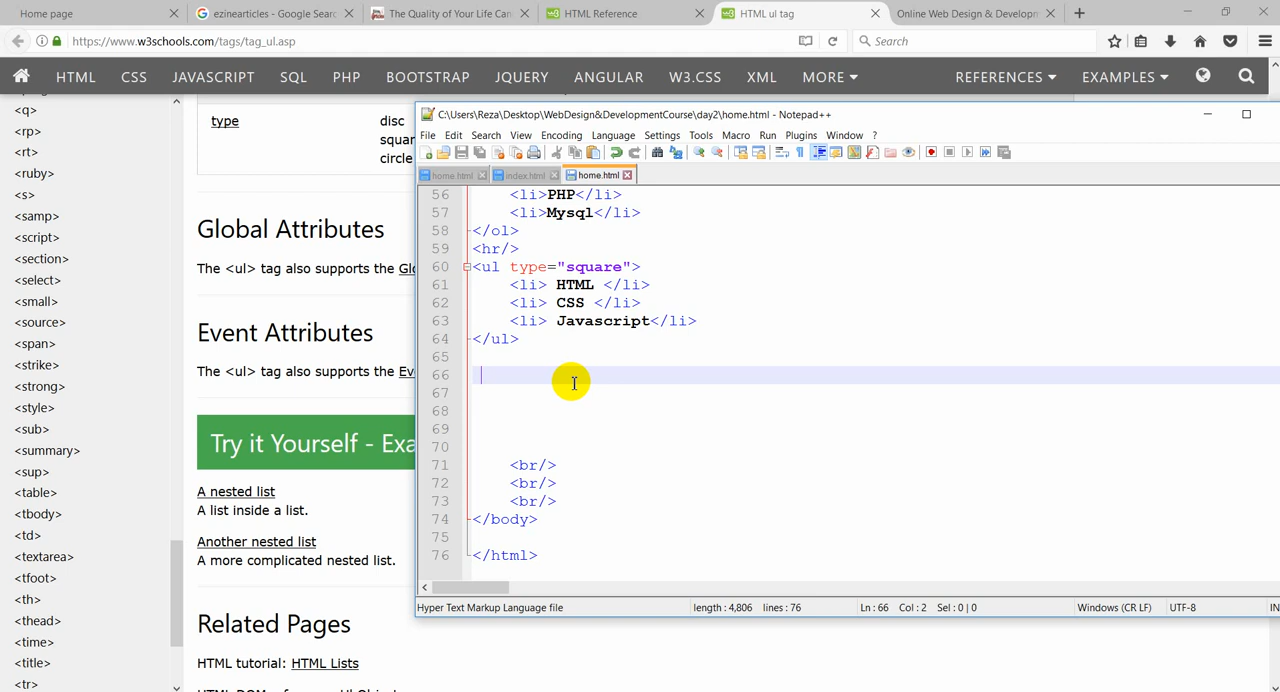 Home page
ezinearticles - Google Searc
The Quality of Your Life Can
HTML Reference
HTML ul tag
Online Web Design & Developm
https://www.w3schools.com/tags/tag_ul.asp
Search
HTML CSS JAVASCRIPT SQL PHP BOOTSTRAP JQUERY ANGULAR W3.CSS XML MORE REFERENCES EXAMPLES
<q>
<rp>
<rt>
<ruby>
<s>
<samp>
<script>
<section>
<select>
<small>
<source>
<span>
<strike>
<strong>
<style>
<sub>
<summary>
<sup>
<table>
<tbody>
<td>
<textarea>
<tfoot>
<th>
<thead>
<time>
<title>
<tr>
type
disc
squar
circle
Global Attributes
The <ul> tag also supports the Glo
Event Attributes
The <ul> tag also supports the Eve
Try it Yourself - Exa
A nested list
A list inside a list.
Another nested list
A more complicated nested list.
Related Pages
HTML tutorial: HTML Lists
C:\Users\Reza\Desktop\WebDesign&DevelopmentCourse\day2\home.html - Notepad++
File Edit Search View Encoding Language Settings Tools Macro Run Plugins Window ?
home.html index.html home.html
56 <li>PHP</li>
57 <li>Mysql</li>
58 </ol>
59 <hr/>
60 <ul type="square">
61 <li> HTML </li>
62 <li> CSS </li>
63 <li> Javascript</li>
64 </ul>
65
66
67
68
69
70
71 <br/>
72 <br/>
73 <br/>
74 </body>
75
76 </html>
Hyper Text Markup Language file length : 4,806 lines : 76 Ln : 66 Col : 2 Sel : 0 | 0 Windows (CR LF) UTF-8 IN